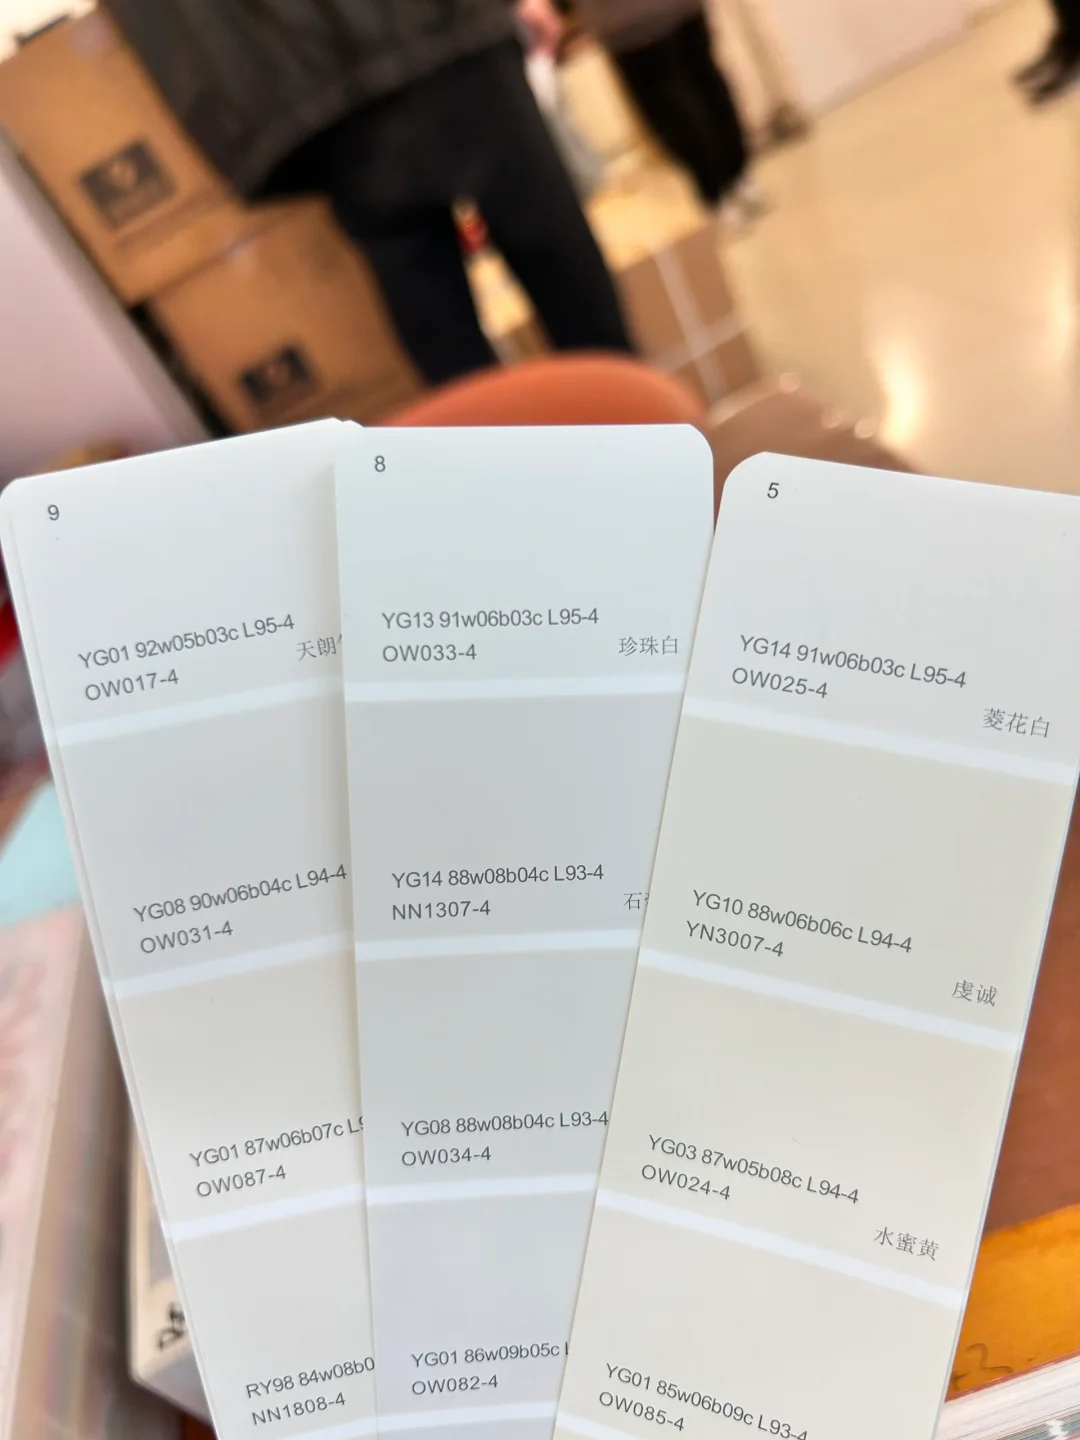 9
YG01 92w05b03c L95-4
OW017-4
天朗
YG08 90w06b04c L94-4
OW031-4
YG01 87w06b07c
OW087-4
RY98
NN1808-4
8
YG13 91w06b03c L95-4
OW033-4
珍珠白
YG14 88w08b04c L93-4
NN1307-4
石
YG08 88w08b04c L93-4
OW034-4
YG01 86w09b05c
OW082-4
5
YG14 91w06b03c L95-4
OW025-4
菱花白
YG10 88w06b06c L94-4
YN3007-4
虔诚
YG03 87w05b08c L94-4
OW024-4
水蜜黄
YG01 85w06b09c L93-4
OW085-4